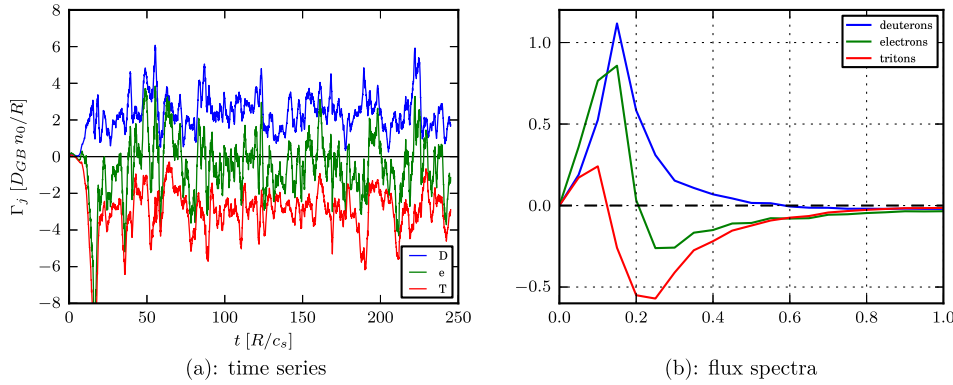 8
6
4
2
0
−2
−4
−6
−8
Γj [DGB n0/R]
0 50 100 150 200 250
t [R/cs]
D
e
T
(a): time series
1.0
0.5
0.0
−0.5
0.0 0.2 0.4 0.6 0.8 1.0
deuterons
electrons
tritons
(b): flux spectra